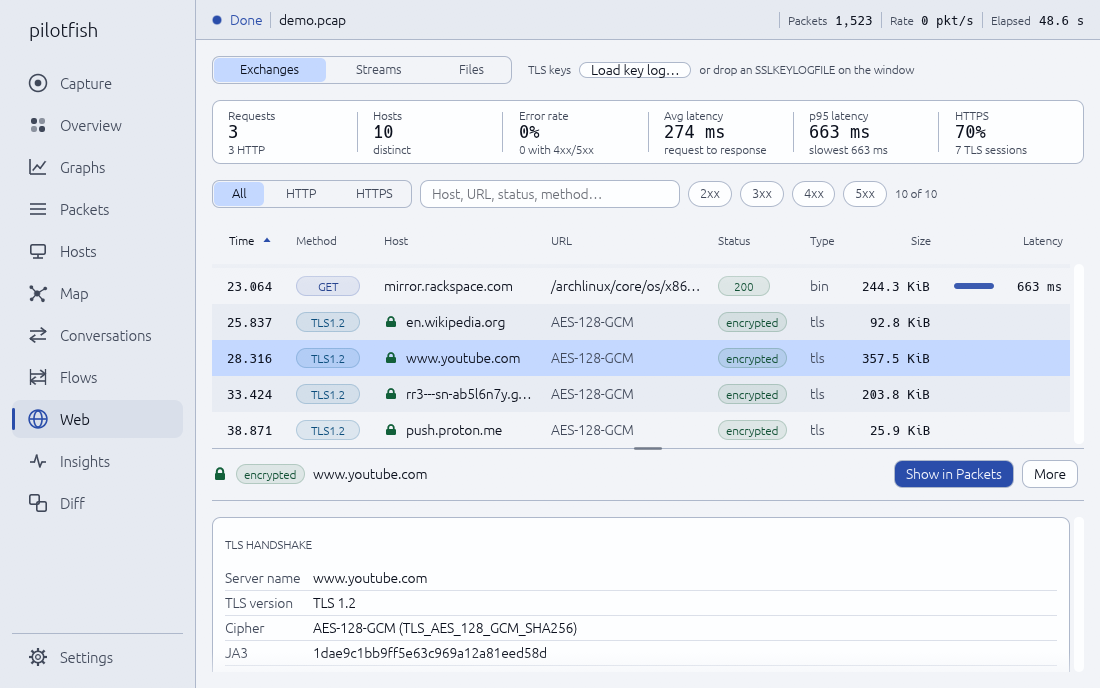 pilotfish
Capture
Overview
Graphs
Packets
Hosts
Map
Conversations
Flows
Web
Insights
Diff
Settings
Done demo.pcap Packets 1,523 Rate 0 pkt/s Elapsed 48.6 s
Exchanges Streams Files TLS keys Load key log... or drop an SSLKEYLOGFILE on the window
Requests Hosts Error rate Avg latency p95 latency HTTPS
3 10 0% 274 ms 663 ms 70%
3 HTTP distinct 0 with 4xx/5xx request to response slowest 663 ms 7 TLS sessions
All HTTP HTTPS Host, URL, status, method... 2xx 3xx 4xx 5xx 10 of 10
Time Method Host URL Status Type Size Latency
23.064 GET mirror.rackspace.com /archlinux/core/os/x86... 200 bin 244.3 KiB 663 ms
25.837 TLS1.2 en.wikipedia.org AES-128-GCM encrypted tls 92.8 KiB
28.316 TLS1.2 www.youtube.com AES-128-GCM encrypted tls 357.5 KiB
33.424 TLS1.2 rr3---sn-ab5l6n7y.g... AES-128-GCM encrypted tls 203.8 KiB
38.871 TLS1.2 push.proton.me AES-128-GCM encrypted tls 25.9 KiB
encrypted www.youtube.com Show in Packets More
TLS HANDSHAKE
Server name www.youtube.com
TLS version TLS 1.2
Cipher AES-128-GCM (TLS_AES_128_GCM_SHA256)
JA3 1dae9c1bb9ff5e63c969a12a81eed58d